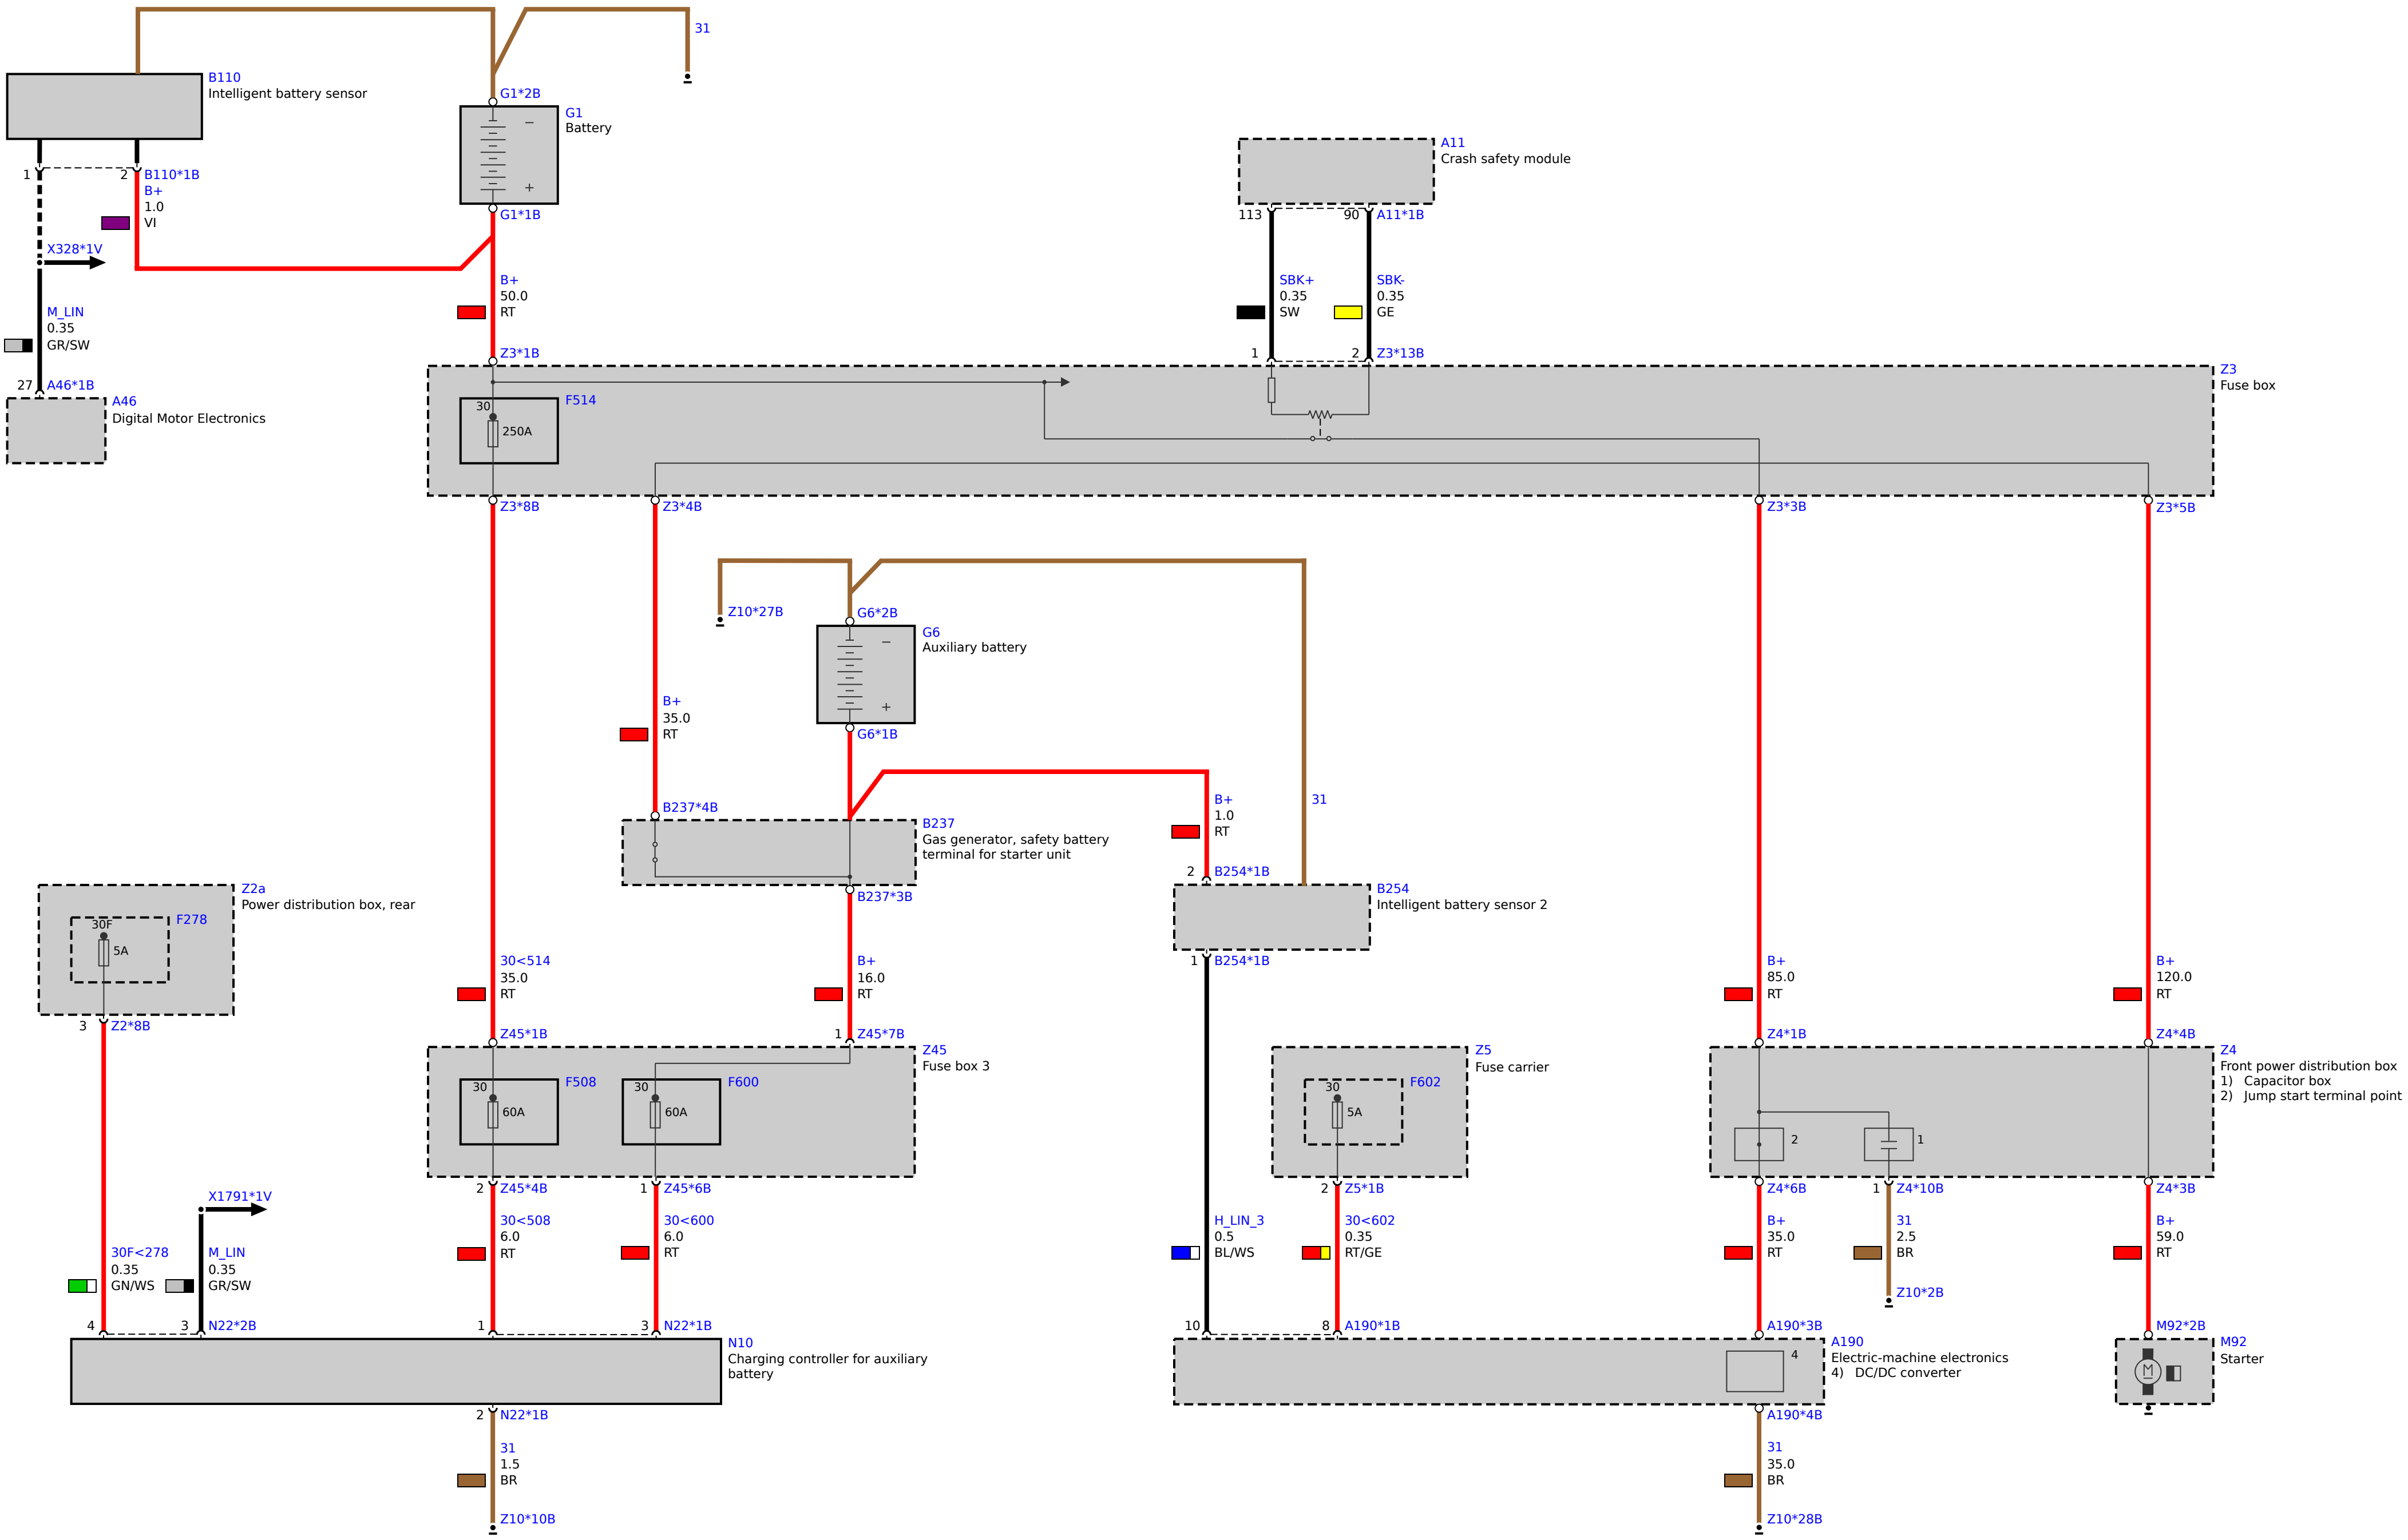 31
B110
Intelligent battery sensor
G1*2B
G1
Battery
−
+
G1*1B
1
2
B110*1B
B+
1.0
VI
X328*1V
M_LIN
0.35
GR/SW
27
A46*1B
A46
Digital Motor Electronics
B+
50.0
RT
Z3*1B
A11
Crash safety module
113
90
A11*1B
SBK+
0.35
SW
SBK-
0.35
GE
1
2
Z3*13B
Z3
Fuse box
30
F514
250A
Z3*8B
Z3*4B
Z3*3B
Z3*5B
Z10*27B
G6*2B
G6
Auxiliary battery
−
+
G6*1B
B+
35.0
RT
B237*4B
B237
Gas generator, safety battery
terminal for starter unit
B237*3B
B+
1.0
RT
31
2
B254*1B
B254
Intelligent battery sensor 2
1
B254*1B
Z2a
Power distribution box, rear
30F
F278
5A
3
Z2*8B
30<514
35.0
RT
B+
16.0
RT
B+
85.0
RT
B+
120.0
RT
Z45*1B
1
Z45*7B
Z45
Fuse box 3
30
F508
60A
30
F600
60A
Z5
Fuse carrier
30
F602
5A
Z4*1B
Z4*4B
Z4
Front power distribution box
1) Capacitor box
2) Jump start terminal point
2
1
2
Z45*4B
1
Z45*6B
2
Z5*1B
Z4*6B
1
Z4*10B
Z4*3B
X1791*1V
30F<278
0.35
GN/WS
M_LIN
0.35
GR/SW
30<508
6.0
RT
30<600
6.0
RT
H_LIN_3
0.5
BL/WS
30<602
0.35
RT/GE
B+
35.0
RT
31
2.5
BR
Z10*2B
B+
59.0
RT
4
3
N22*2B
1
3
N22*1B
10
8
A190*1B
A190*3B
M92*2B
N10
Charging controller for auxiliary
battery
4
A190
Electric-machine electronics
4) DC/DC converter
M
M92
Starter
2
N22*1B
A190*4B
31
1.5
BR
Z10*10B
31
35.0
BR
Z10*28B